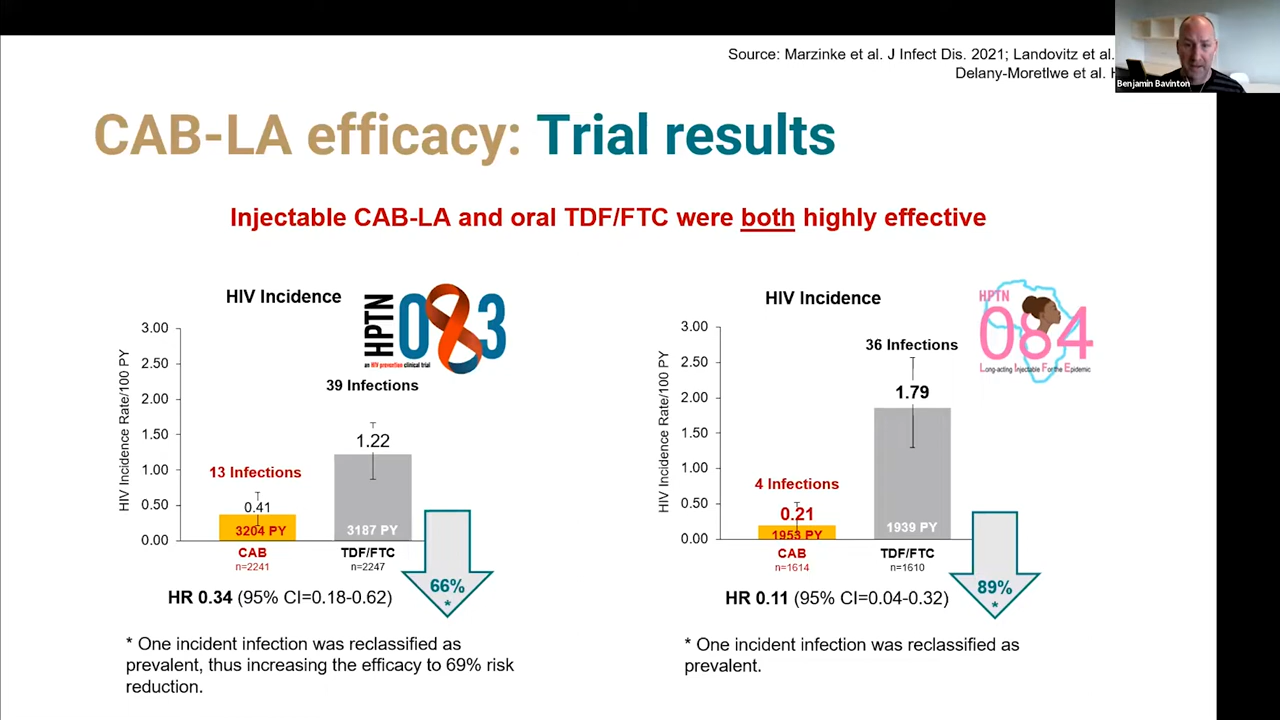 Source: Marzinke et al. J Infect Dis. 2021; Landovitz et al.
Delany-Moretlwe et al.
Benjamin Bavinton
CAB-LA efficacy: Trial results
Injectable CAB-LA and oral TDF/FTC were both highly effective
HIV Incidence
HPTN
083
an HIV prevention clinical trial
HIV Incidence Rate/100 PY
3.00
2.50
2.00
1.50
1.00
0.50
0.00
39 Infections
1.22
13 Infections
0.41
3204 PY
3187 PY
CAB
n=2241
TDF/FTC
n=2247
66%
*
HR 0.34 (95% CI=0.18-0.62)
* One incident infection was reclassified as
prevalent, thus increasing the efficacy to 69% risk
reduction.
HIV Incidence
HPTN
084
Long-acting Injectable For the Epidemic
HIV Incidence Rate/100 PY
3.00
2.50
2.00
1.50
1.00
0.50
0.00
36 Infections
1.79
4 Infections
0.21
1953 PY
1939 PY
CAB
n=1614
TDF/FTC
n=1610
89%
*
HR 0.11 (95% CI=0.04-0.32)
* One incident infection was reclassified as
prevalent.